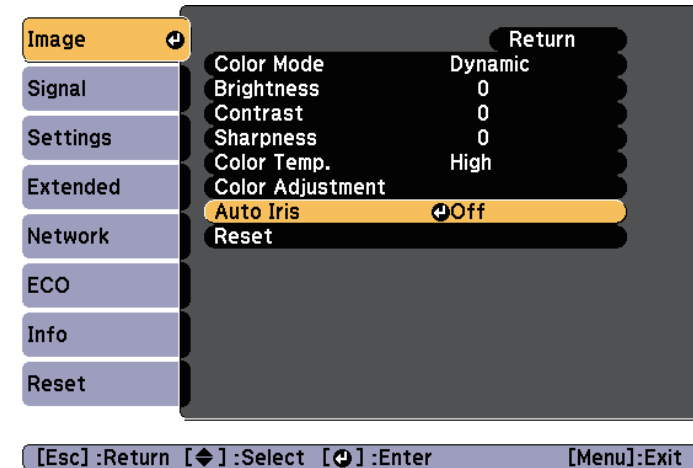 Image
Signal
Settings
Extended
Network
ECO
Info
Reset
Return
Color Mode Dynamic
Brightness 0
Contrast 0
Sharpness 0
Color Temp. High
Color Adjustment
Auto Iris Off
Reset
[Esc] :Return [◆] :Select [⏎] :Enter [Menu]:Exit